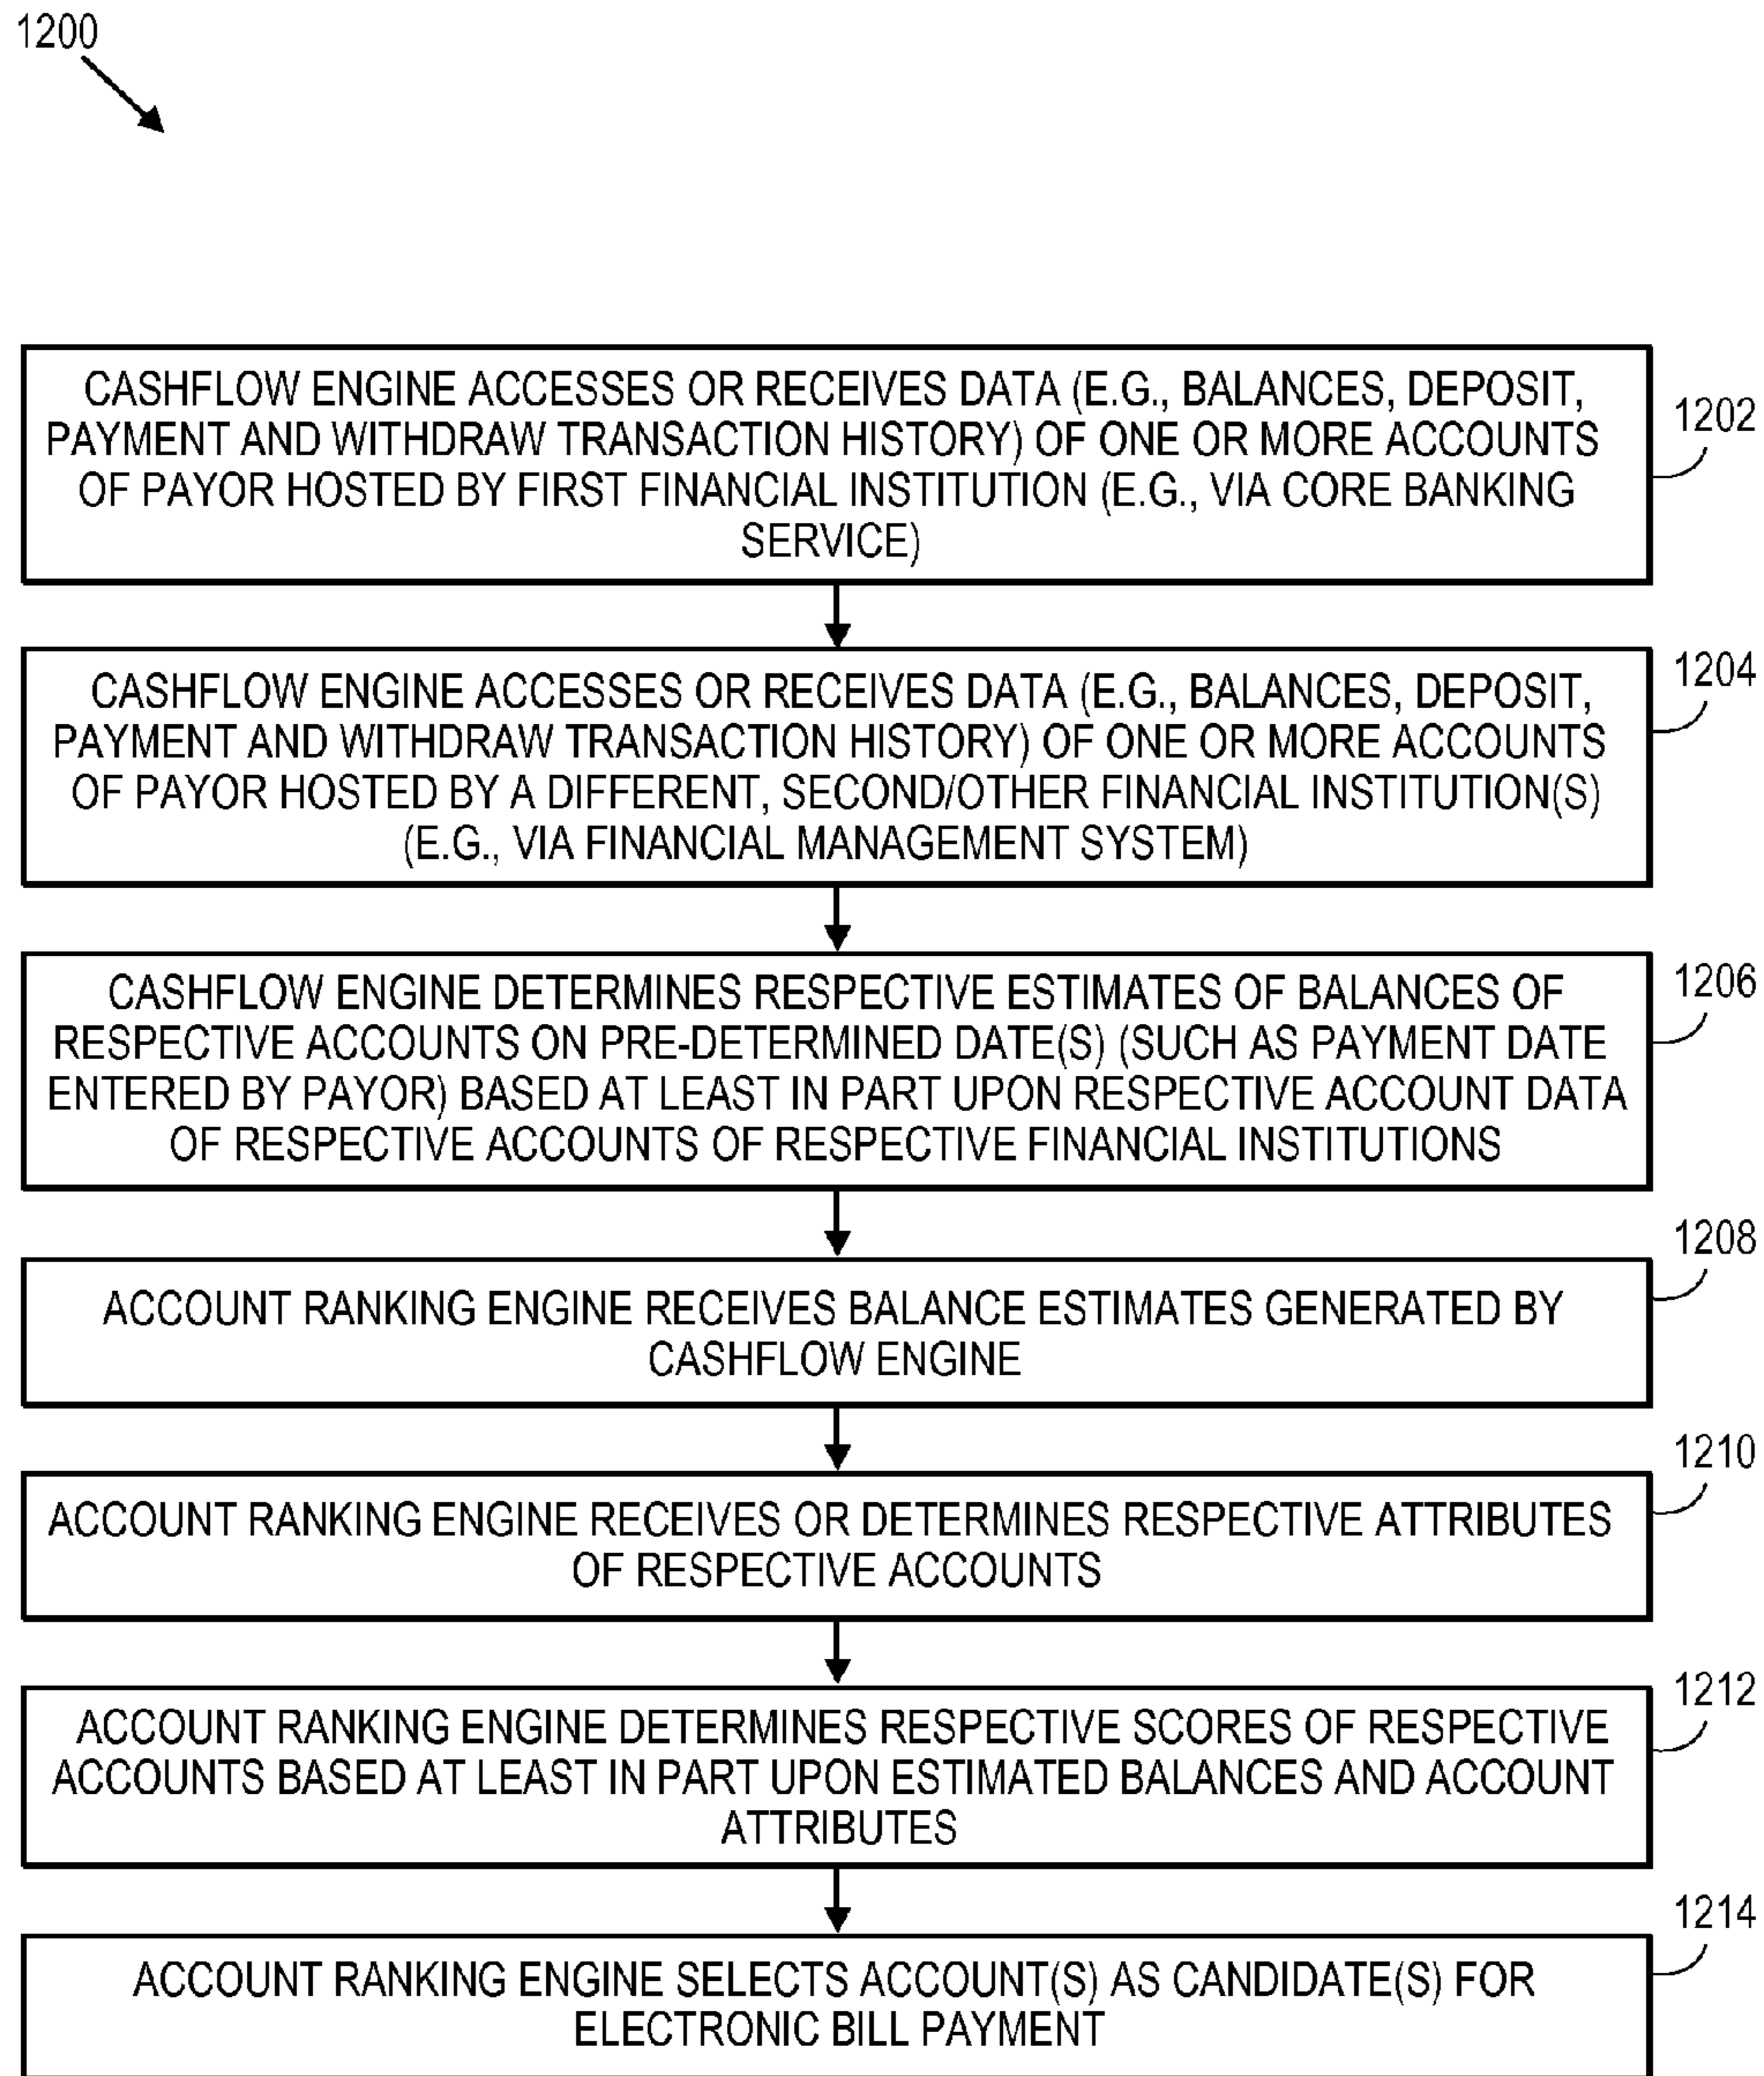 1200
CASHFLOW ENGINE ACCESSES OR RECEIVES DATA (E.G., BALANCES, DEPOSIT,
PAYMENT AND WITHDRAW TRANSACTION HISTORY) OF ONE OR MORE ACCOUNTS
OF PAYOR HOSTED BY FIRST FINANCIAL INSTITUTION (E.G., VIA CORE BANKING
SERVICE)
1202
CASHFLOW ENGINE ACCESSES OR RECEIVES DATA (E.G., BALANCES, DEPOSIT,
PAYMENT AND WITHDRAW TRANSACTION HISTORY) OF ONE OR MORE ACCOUNTS
OF PAYOR HOSTED BY A DIFFERENT, SECOND/OTHER FINANCIAL INSTITUTION(S)
(E.G., VIA FINANCIAL MANAGEMENT SYSTEM)
1204
CASHFLOW ENGINE DETERMINES RESPECTIVE ESTIMATES OF BALANCES OF
RESPECTIVE ACCOUNTS ON PRE-DETERMINED DATE(S) (SUCH AS PAYMENT DATE
ENTERED BY PAYOR) BASED AT LEAST IN PART UPON RESPECTIVE ACCOUNT DATA
OF RESPECTIVE ACCOUNTS OF RESPECTIVE FINANCIAL INSTITUTIONS
1206
ACCOUNT RANKING ENGINE RECEIVES BALANCE ESTIMATES GENERATED BY
CASHFLOW ENGINE
1208
ACCOUNT RANKING ENGINE RECEIVES OR DETERMINES RESPECTIVE ATTRIBUTES
OF RESPECTIVE ACCOUNTS
1210
ACCOUNT RANKING ENGINE DETERMINES RESPECTIVE SCORES OF RESPECTIVE
ACCOUNTS BASED AT LEAST IN PART UPON ESTIMATED BALANCES AND ACCOUNT
ATTRIBUTES
1212
ACCOUNT RANKING ENGINE SELECTS ACCOUNT(S) AS CANDIDATE(S) FOR
ELECTRONIC BILL PAYMENT
1214